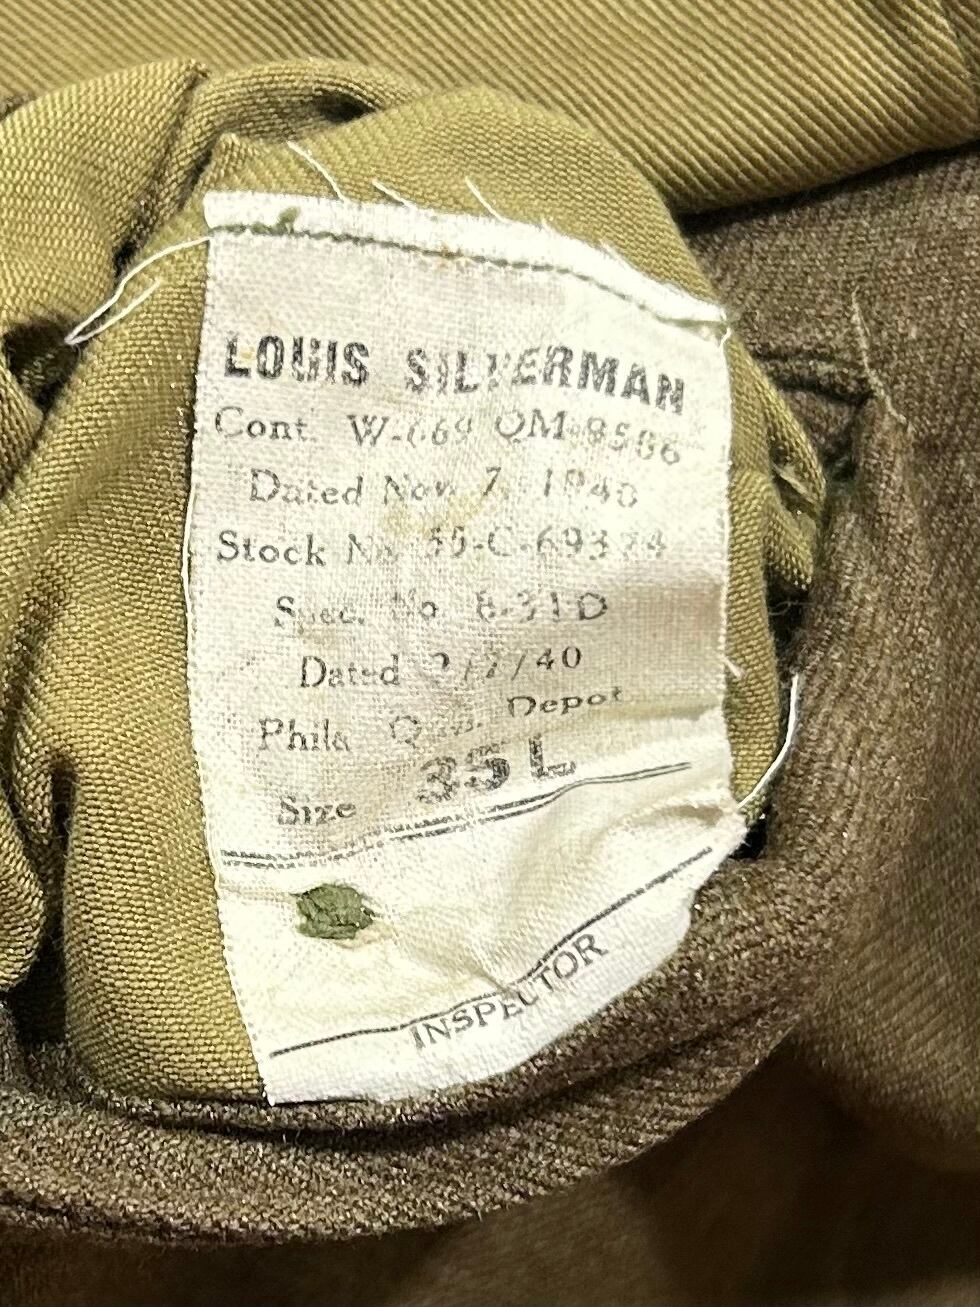 LOUIS SILVERMAN
Cont. W-669 QM-8586
Dated Nov. 7, 1940
Stock No. 55-C-69374
Spec. No. 8-31D
Dated 2/7/40
Phila Q.M. Depot
Size 35L
INSPECTOR